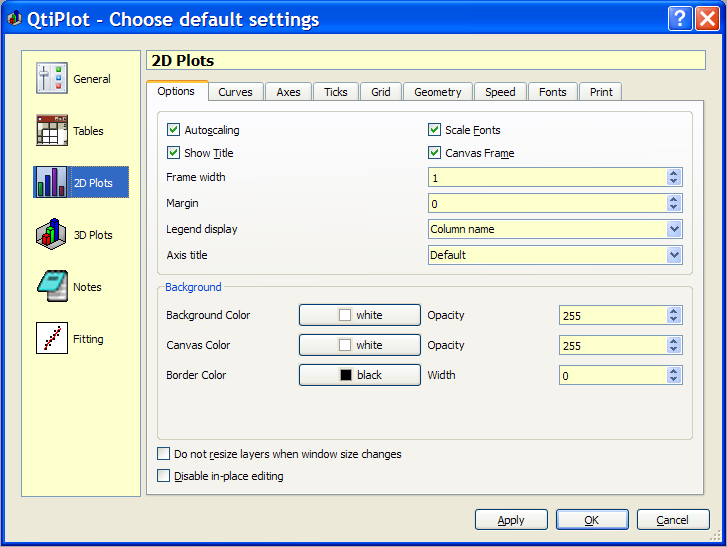 QtiPlot - Choose default settings
General
Tables
2D Plots
3D Plots
Notes
Fitting
2D Plots
Options Curves Axes Ticks Grid Geometry Speed Fonts Print
Autoscaling Scale Fonts
Show Title Canvas Frame
Frame width 1
Margin 0
Legend display Column name
Axis title Default
Background
Background Color white Opacity 255
Canvas Color white Opacity 255
Border Color black Width 0
Do not resize layers when window size changes
Disable in-place editing
Apply OK Cancel